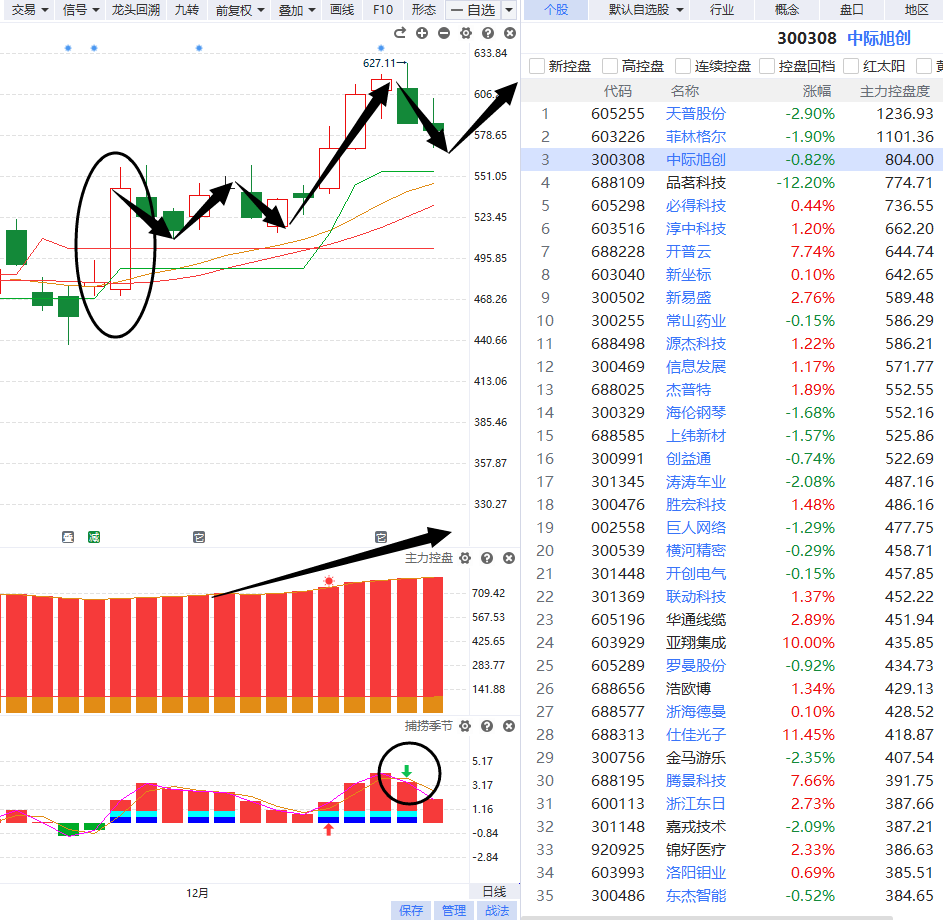 交易 信号 龙头回溯 九转 前复权 叠加 画线 F10 形态 一自选 个股 默认自选股 行业 概念 盘口 地区
300308 中际旭创
633.84
627.11
新控盘 高控盘 连续控盘 控盘回档 红太阳
606.
578.65
551.05
523.45
495.85
468.26
440.66
413.06
385.46
357.87
330.27
减
主力控盘
709.42
567.53
425.65
283.77
141.88
捕捞季节
5.17
3.17
1.16
-0.84
-2.84
12月 日线
保存 管理 战法
代码 名称 涨幅 主力控盘度
1 605255 天普股份 -2.90% 1236.93
2 603226 菲林格尔 -1.90% 1101.36
3 300308 中际旭创 -0.82% 804.00
4 688109 品茗科技 -12.20% 774.71
5 605298 必得科技 0.44% 736.55
6 603516 淳中科技 1.20% 662.20
7 688228 开普云 7.74% 644.74
8 603040 新坐标 0.10% 642.65
9 300502 新易盛 2.76% 589.48
10 300255 常山药业 -0.15% 586.29
11 688498 源杰科技 1.22% 586.21
12 300469 信息发展 1.17% 571.77
13 688025 杰普特 1.89% 552.55
14 300329 海伦钢琴 -1.68% 552.16
15 688585 上纬新材 -1.57% 525.86
16 300991 创益通 -0.74% 522.69
17 301345 涛涛车业 -2.08% 487.16
18 300476 胜宏科技 1.48% 486.16
19 002558 巨人网络 -1.29% 477.75
20 300539 横河精密 -0.29% 458.71
21 301448 开创电气 -0.15% 457.85
22 301369 联动科技 1.37% 452.22
23 605196 华通线缆 2.89% 451.94
24 603929 亚翔集成 10.00% 435.85
25 605289 罗曼股份 -0.92% 434.73
26 688656 浩欧博 1.34% 429.13
27 688577 浙海德曼 0.10% 428.52
28 688313 仕佳光子 11.45% 418.87
29 300756 金马游乐 -2.35% 407.54
30 688195 腾景科技 7.66% 391.75
31 600113 浙江东日 2.73% 387.66
32 301148 嘉戎技术 -2.09% 387.21
33 920925 锦好医疗 2.33% 386.63
34 603993 洛阳钼业 0.69% 385.51
35 300486 东杰智能 -0.52% 384.65